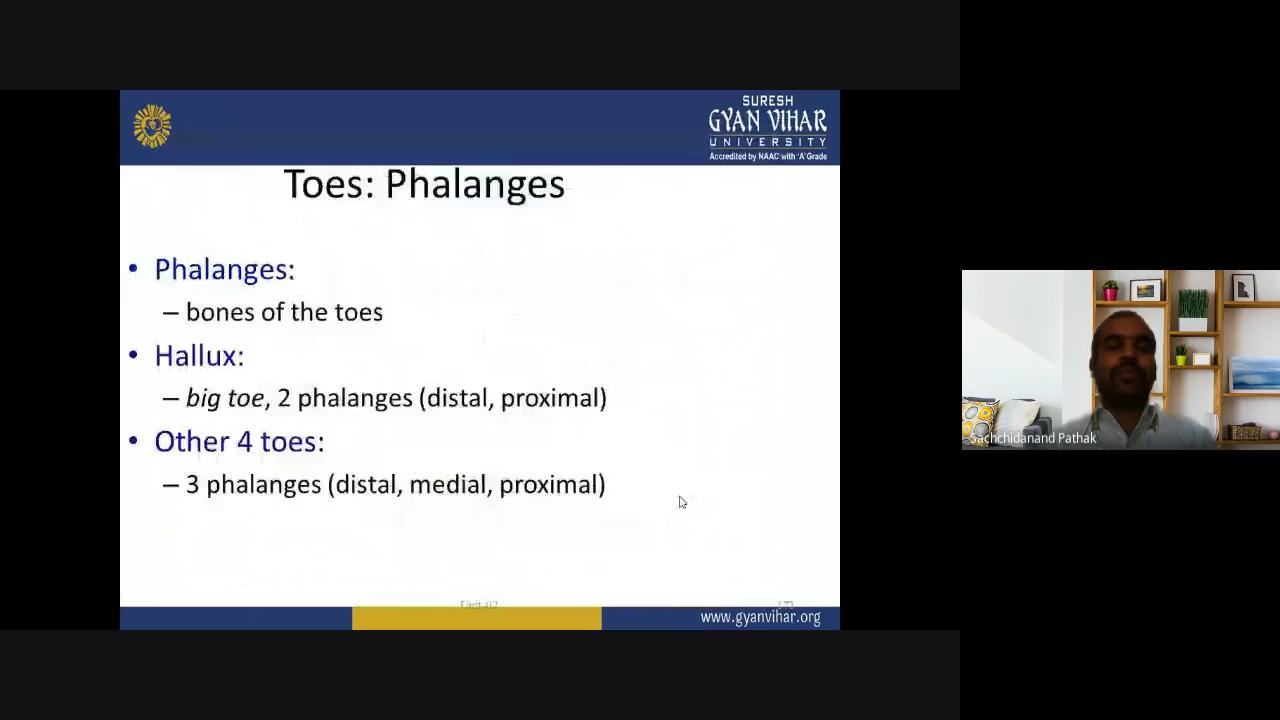 SURESH
GYAN VIHAR
UNIVERSITY
Accredited by NAAC with 'A' Grade
Toes: Phalanges
• Phalanges:
– bones of the toes
• Hallux:
– big toe, 2 phalanges (distal, proximal)
• Other 4 toes:
– 3 phalanges (distal, medial, proximal)
www.gyanvihar.org
Sachchidanand Pathak